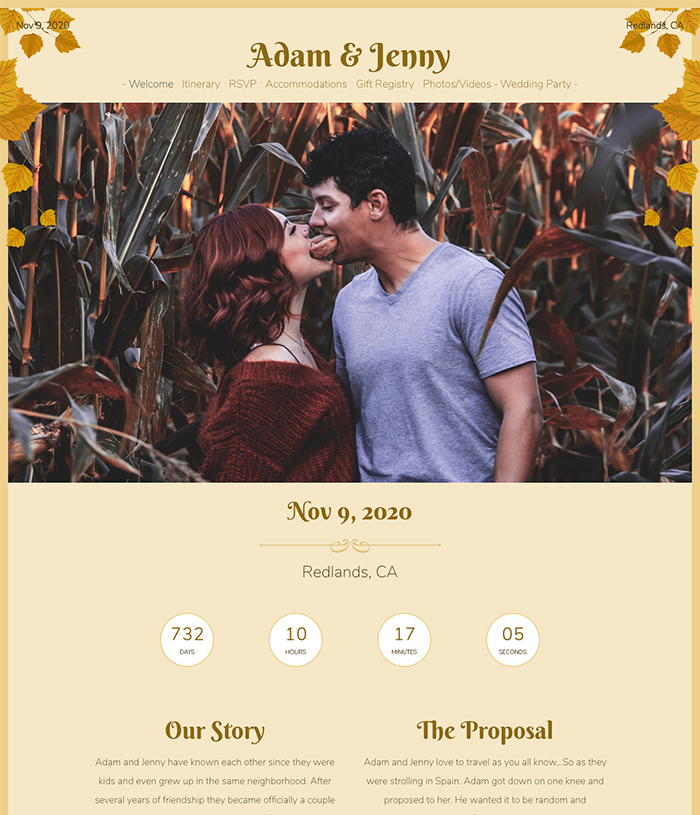 Nov 9, 2020
Redlands, CA
Adam & Jenny
- Welcome · Itinerary · RSVP · Accommodations · Gift Registry · Photos/Videos - Wedding Party -
Nov 9, 2020
Redlands, CA
732 10 17 05
DAYS HOURS MINUTES SECONDS
Our Story
Adam and Jenny have known each other since they were
kids and even grew up in the same neighborhood. After
several years of friendship they became officially a couple
The Proposal
Adam and Jenny love to travel as you all know...So as they
were strolling in Spain. Adam got down on one knee and
proposed to her. He wanted it to be random and